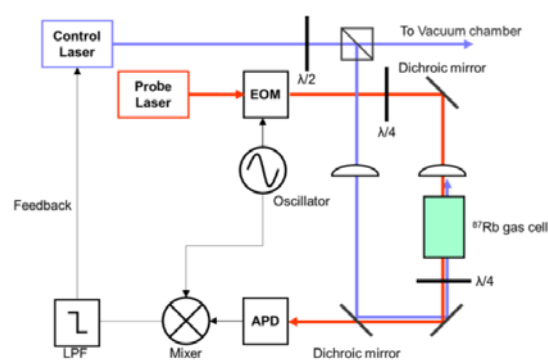 Control
Laser
To Vacuum chamber
λ/2
Dichroic mirror
Probe
Laser
EOM
λ/4
Oscillator
Feedback
⁸⁷Rb gas cell
λ/4
APD
LPF
Mixer
Dichroic mirror